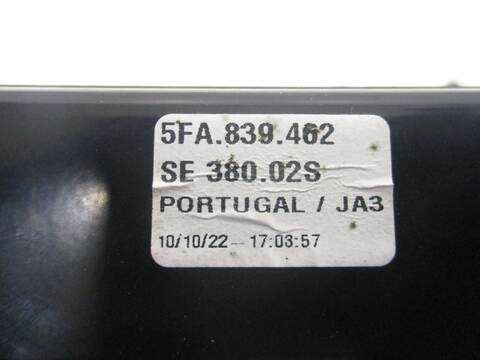 5FA.839.462
SE 380.02S
PORTUGAL / JA3
10/10/22 - 17:03:57